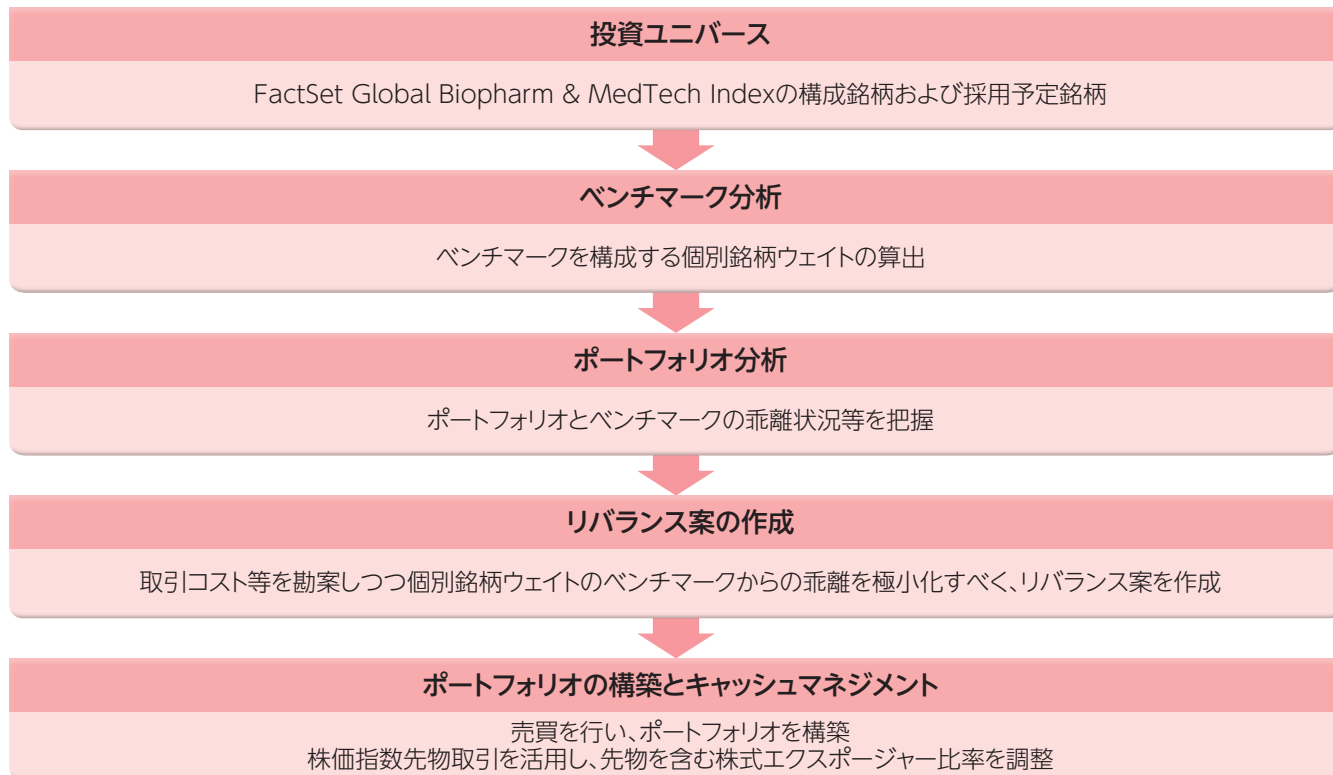 投資ユニバース
FactSet Global Biopharm & MedTech Indexの構成銘柄および採用予定銘柄
ベンチマーク分析
ベンチマークを構成する個別銘柄ウェイトの算出
ポートフォリオ分析
ポートフォリオとベンチマークの乖離状況等を把握
リバランス案の作成
取引コスト等を勘案しつつ個別銘柄ウェイトのベンチマークからの乖離を極小化すべく、リバランス案を作成
ポートフォリオの構築とキャッシュマネジメント
売買を行い、ポートフォリオを構築
株価指数先物取引を活用し、先物を含む株式エクスポージャー比率を調整